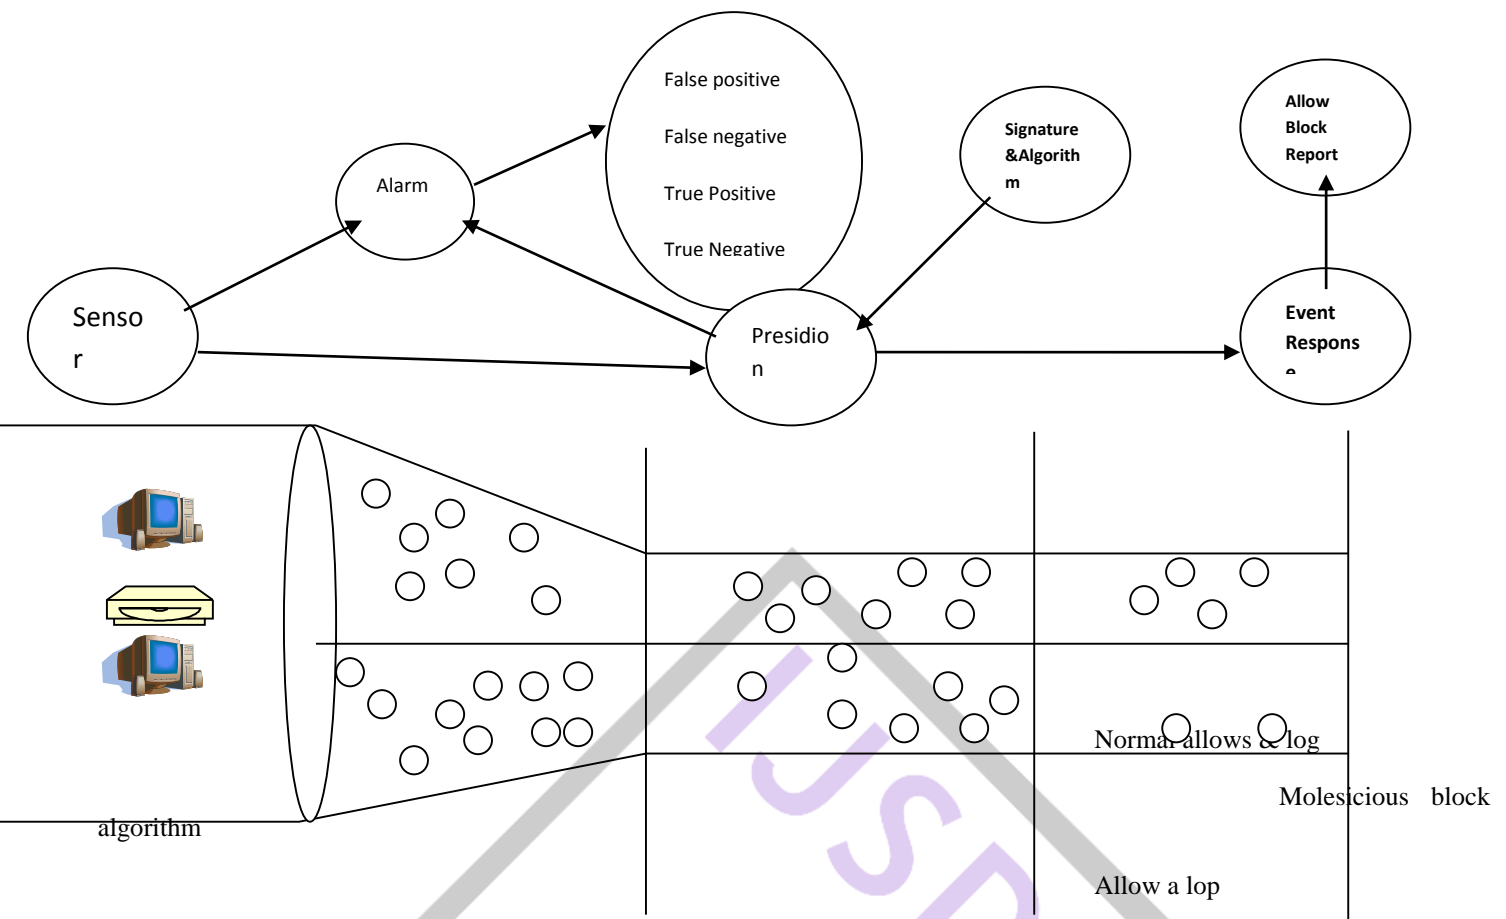 False positive
False negative
True Positive
True Negative
Alarm
Signature
&Algorith
m
Allow
Block
Report
Senso
r
Presidio
n
Event
Respons
e
Normal allows & log
Molesicious block
algorithm
Allow a lop
IJSD